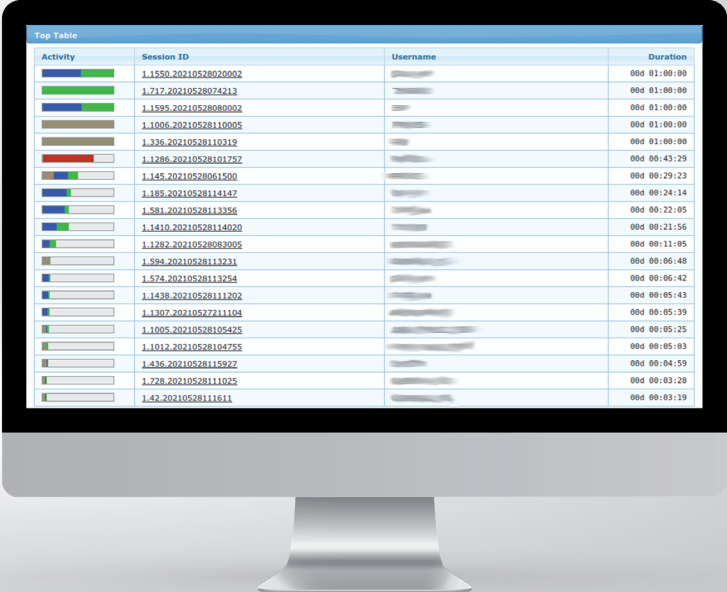 Top Table
Activity Session ID Username Duration
1.1550.20210528020002 00d 01:00:00
1.717.20210528074213 00d 01:00:00
1.1595.20210528080002 00d 01:00:00
1.1006.20210528110005 00d 01:00:00
1.336.20210528110319 00d 01:00:00
1.1286.20210528101757 00d 00:43:29
1.145.20210528061500 00d 00:29:23
1.185.20210528114147 00d 00:24:14
1.581.20210528113356 00d 00:22:05
1.1410.20210528114020 00d 00:21:56
1.1282.20210528083005 00d 00:11:05
1.594.20210528113231 00d 00:06:48
1.574.20210528113254 00d 00:06:42
1.1438.20210528111202 00d 00:05:43
1.1307.20210527211104 00d 00:05:39
1.1005.20210528105425 00d 00:05:25
1.1012.20210528104755 00d 00:05:03
1.436.20210528115927 00d 00:04:59
1.728.20210528111025 00d 00:03:28
1.42.20210528111611 00d 00:03:19